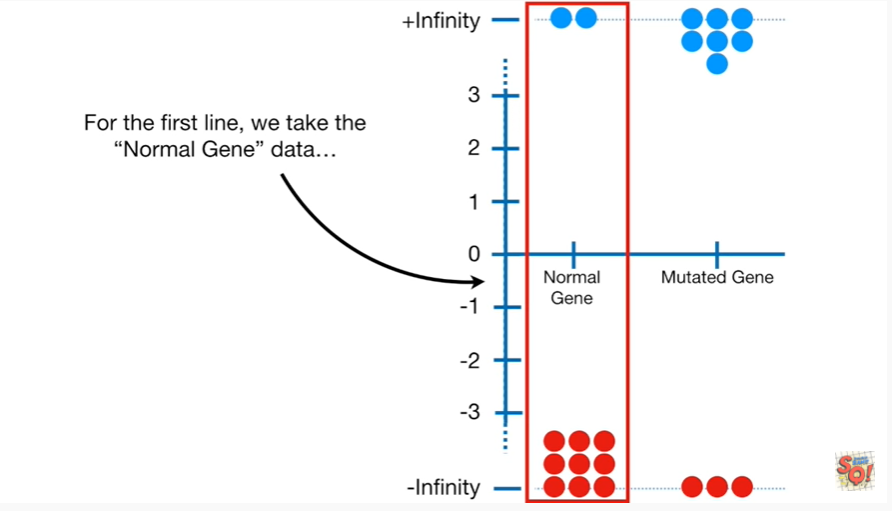 +Infinity
3
For the first line, we take the
“Normal Gene” data…
2
1
0
Normal
Gene
Mutated Gene
-1
-2
-3
-Infinity